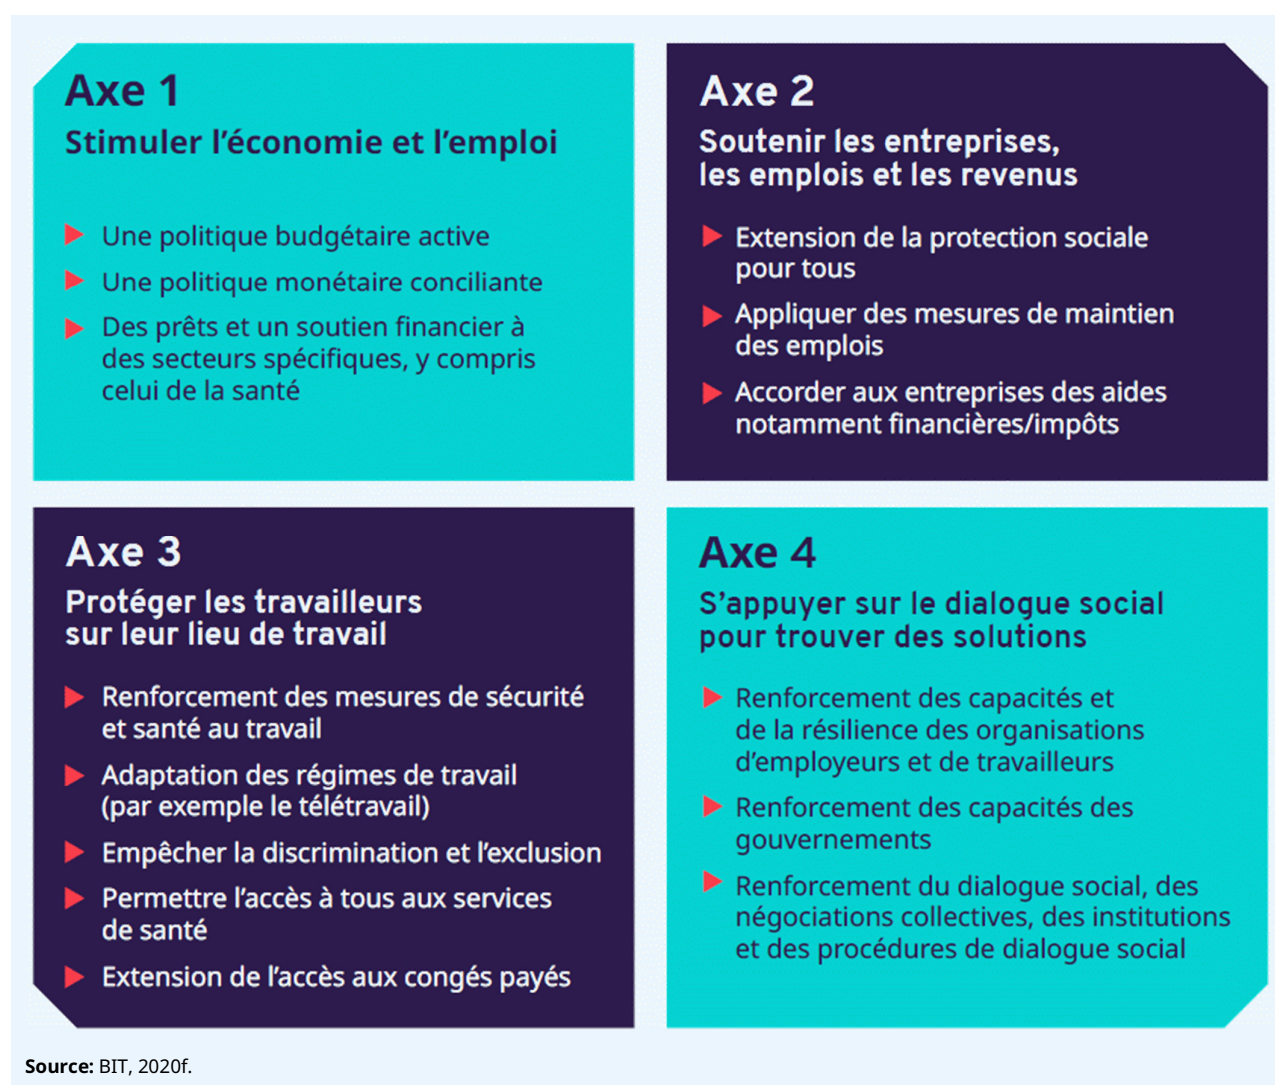 Axe 1
Stimuler l’économie et l’emploi
Une politique budgétaire active
Une politique monétaire conciliante
Des prêts et un soutien financier à
des secteurs spécifiques, y compris
celui de la santé
Axe 2
Soutenir les entreprises,
les emplois et les revenus
Extension de la protection sociale
pour tous
Appliquer des mesures de maintien
des emplois
Accorder aux entreprises des aides
notamment financières/impôts
Axe 3
Protéger les travailleurs
sur leur lieu de travail
Renforcement des mesures de sécurité
et santé au travail
Adaptation des régimes de travail
(par exemple le télétravail)
Empêcher la discrimination et l’exclusion
Permettre l’accès à tous aux services
de santé
Extension de l’accès aux congés payés
Axe 4
S’appuyer sur le dialogue social
pour trouver des solutions
Renforcement des capacités et
de la résilience des organisations
d’employeurs et de travailleurs
Renforcement des capacités des
gouvernements
Renforcement du dialogue social, des
négociations collectives, des institutions
et des procédures de dialogue social
Source: BIT, 2020f.